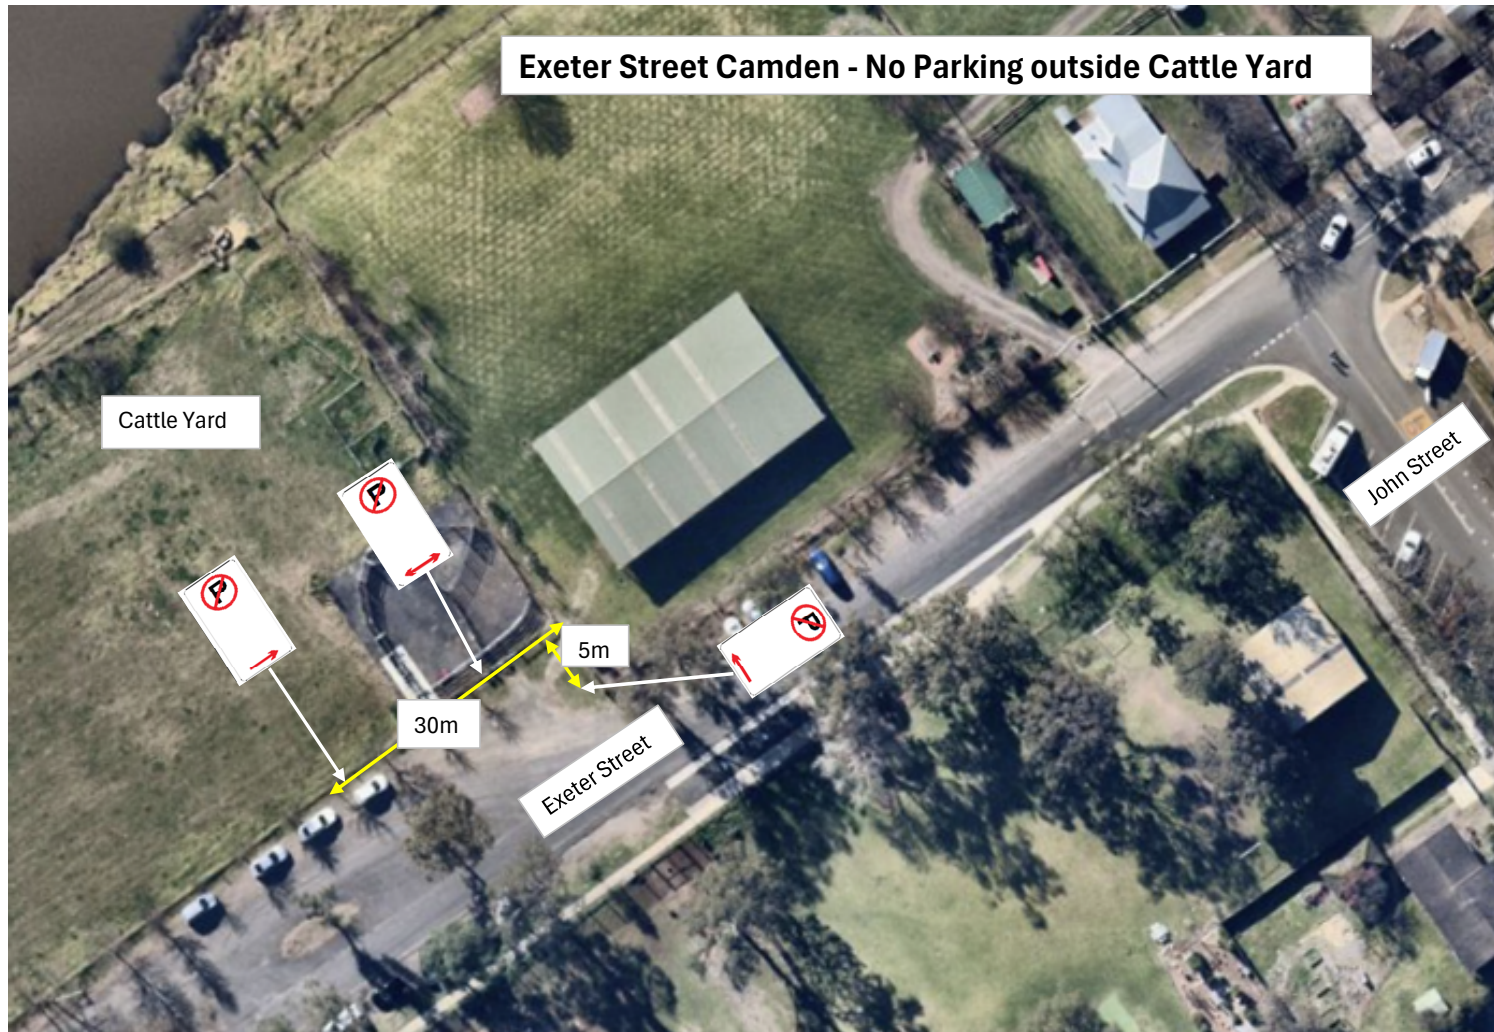 Exeter Street Camden - No Parking outside Cattle Yard
Cattle Yard
John Street
P
P
P
5m
30m
Exeter Street